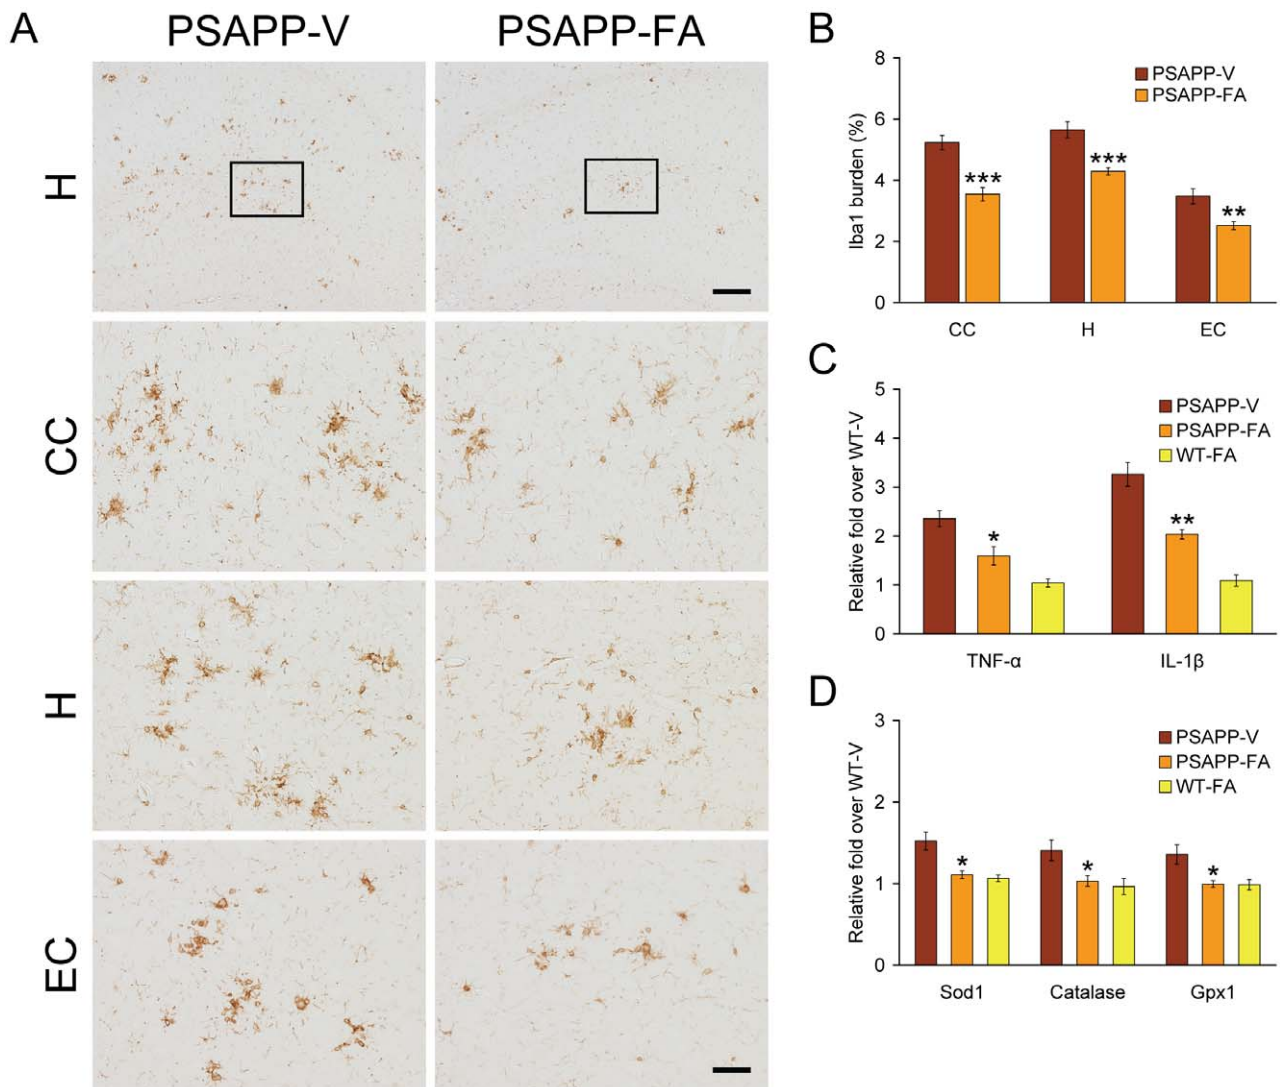 A
PSAPP-V
PSAPP-FA
H
CC
H
EC
B
Iba1 burden (%)
8
6
4
2
0
PSAPP-V
PSAPP-FA
***
***
**
CC
H
EC
C
Relative fold over WT-V
5
4
3
2
1
0
PSAPP-V
PSAPP-FA
WT-FA
*
**
TNF-α
IL-1β
D
Relative fold over WT-V
3
2
1
0
PSAPP-V
PSAPP-FA
WT-FA
*
*
*
Sod1
Catalase
Gpx1